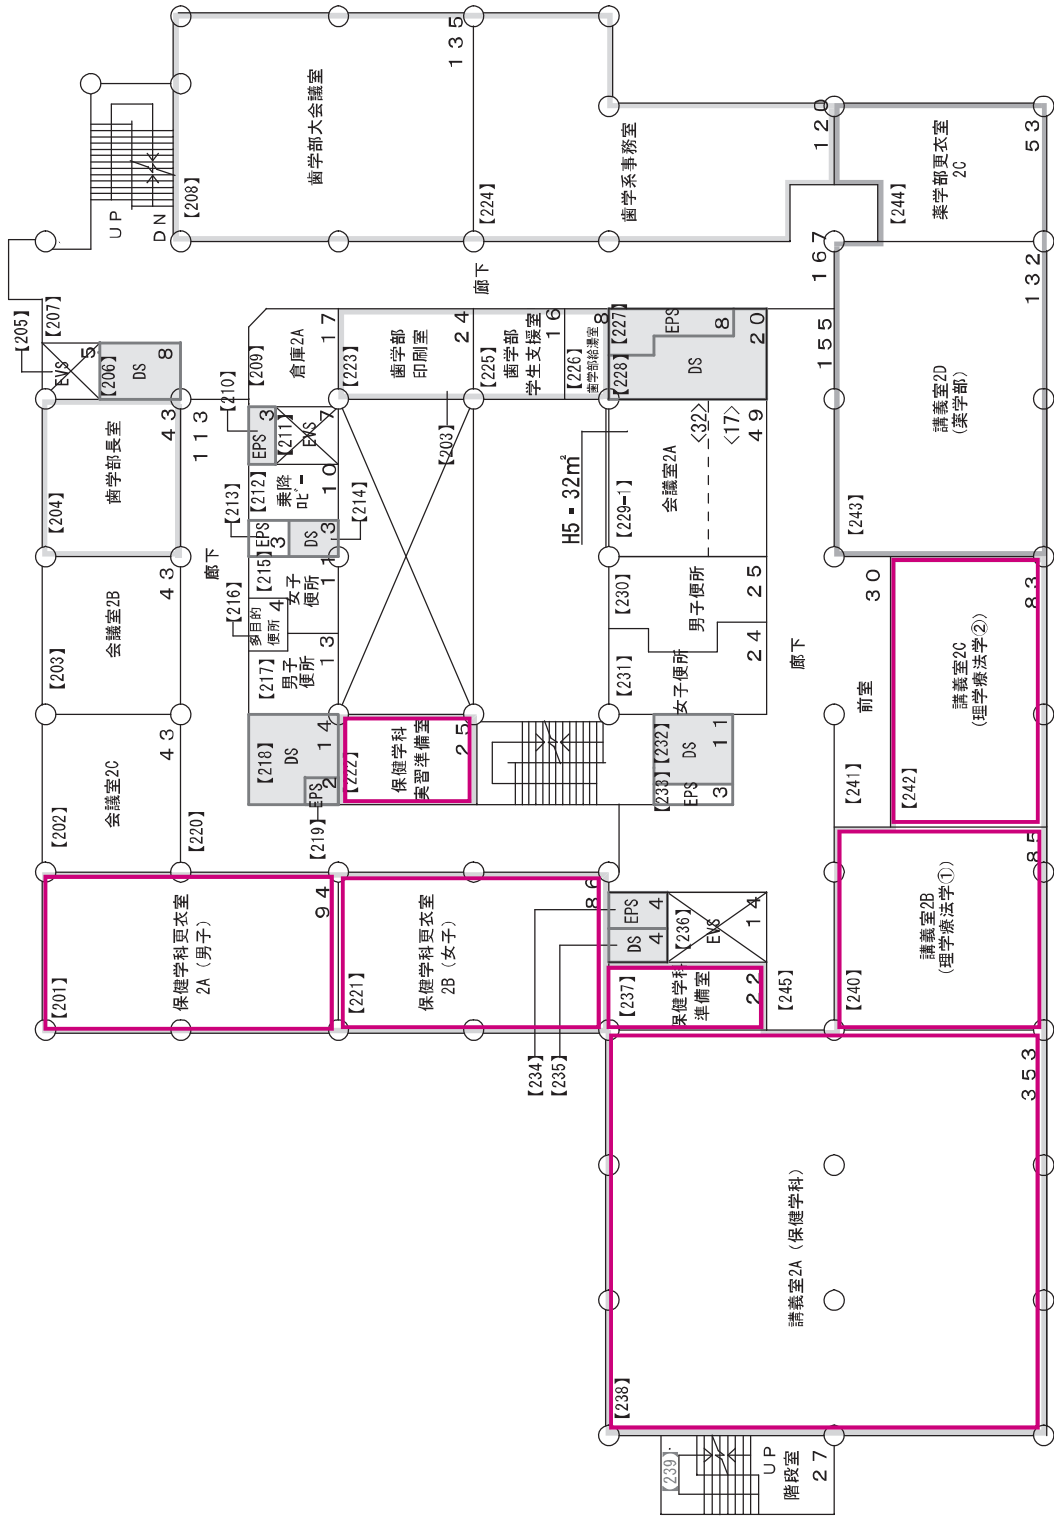 【201】
保健学科更衣室
2A（男子）
94
【202】
会議室2C
43
【203】
会議室2B
43
【204】
歯学部長室
43
【205】
EVS
5
【206】
DS
8
【207】
UP
DN
【208】
歯学部大会議室
135
【220】
廊下
113
【219】
EPS
2
【218】
DS
14
【217】
男子
便所
13
【216】
多目的
便所 4
【215】
女子
便所
11
【213】
EPS
3
DS
3
【214】
【212】
乗降
ロビー
10
【210】
EPS
3
【211】
EVS
7
【209】
倉庫2A
17
【221】
保健学科更衣室
2B（女子）
86
【222】
保健学科
実習準備室
25
【203】
【223】
歯学部
印刷室
24
【225】
歯学部
学生支援室
16
【226】
歯学部給湯室
8
廊下
【224】
歯学系事務室
120
【227】
EPS
8
【228】
DS
20
H5－32㎡
【229-1】
会議室2A
<32>
<17>
49
【230】
男子便所
25
【231】
女子便所
24
【232】
DS
11
【233】
EPS
3
【234】
【235】
EPS
4
DS
4
【236】
EVS
14
【237】
保健学科
準備室
22
【245】
廊下
155
167
【238】
講義室2A（保健学科）
353
【239】
UP
階段室
27
【240】
講義室2B
(理学療法学①)
85
【241】
前室
30
【242】
講義室2C
(理学療法学②)
83
【243】
講義室2D
(薬学部)
132
【244】
薬学部更衣室
2C
53